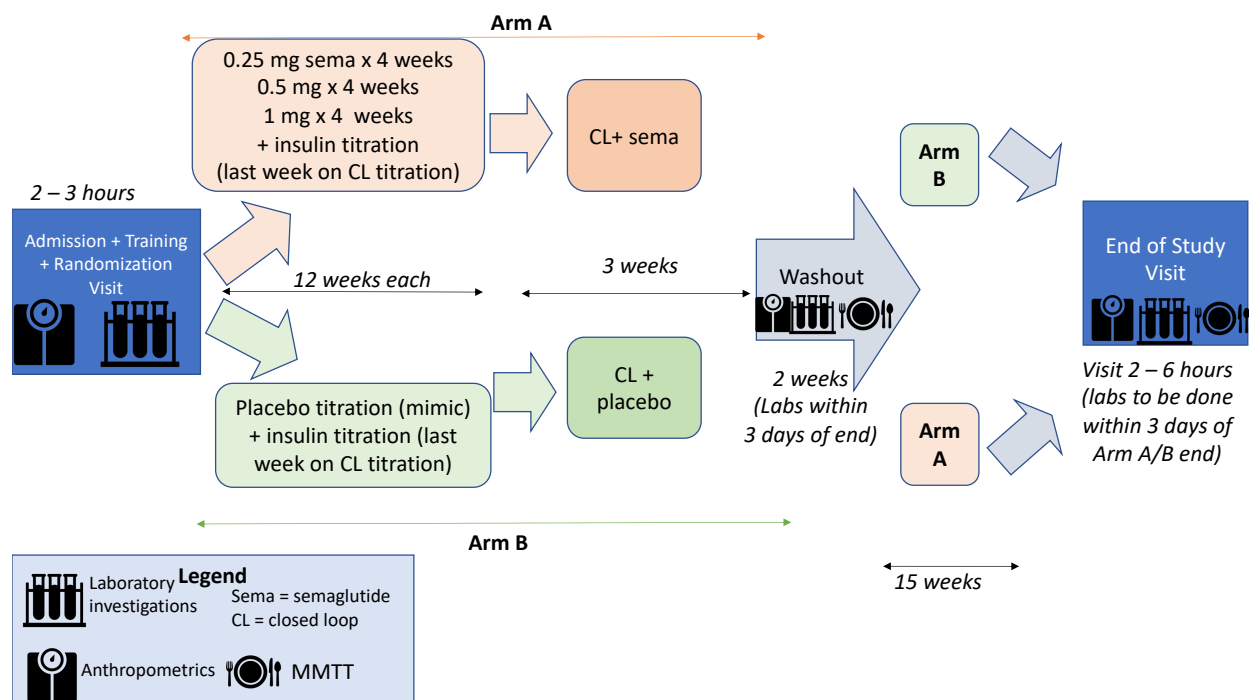 Arm A
0.25 mg sema x 4 weeks
0.5 mg x 4 weeks
1 mg x 4 weeks
+ insulin titration
(last week on CL titration)
CL+ sema
2 – 3 hours
Admission + Training
+ Randomization
Visit
12 weeks each
3 weeks
Placebo titration (mimic)
+ insulin titration (last
week on CL titration)
CL +
placebo
Arm B
Washout
2 weeks
(Labs within
3 days of end)
Arm
B
Arm
A
15 weeks
End of Study
Visit
Visit 2 – 6 hours
(labs to be done
within 3 days of
Arm A/B end)
Legend
Laboratory
investigations
Sema = semaglutide
CL = closed loop
Anthropometrics
MMTT